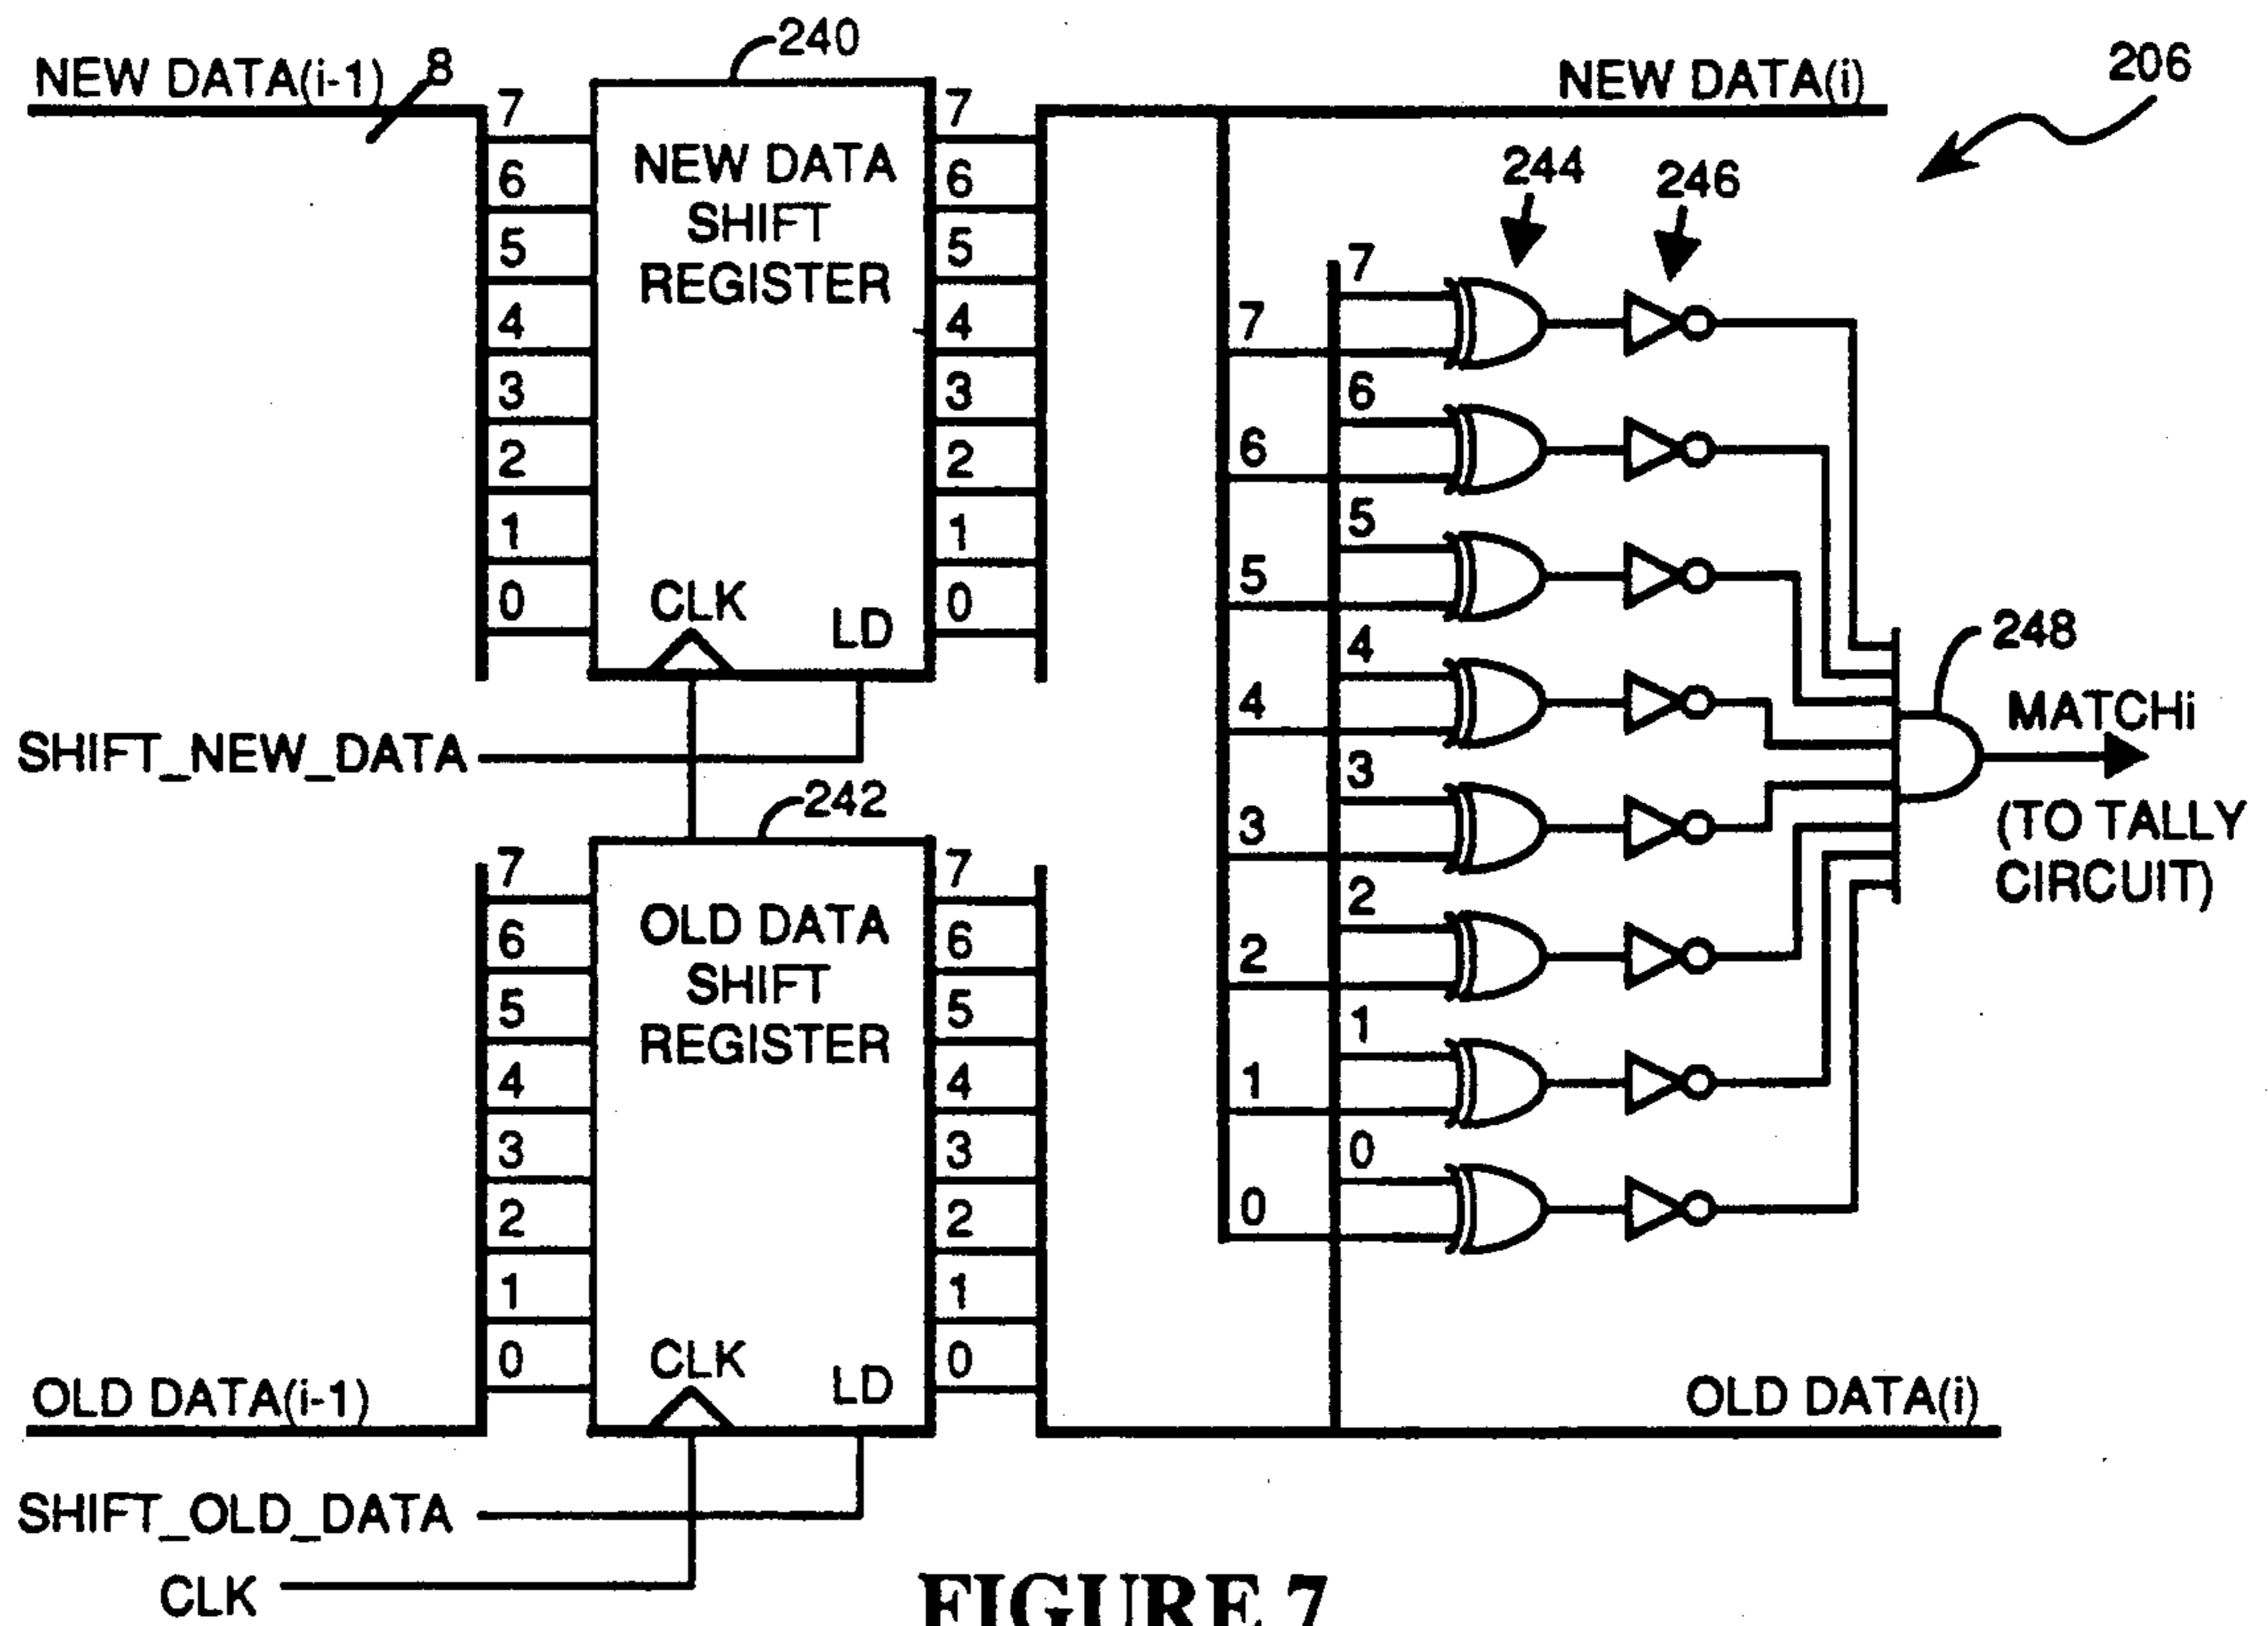 240
NEW DATA(i-1)
8
NEW DATA(i)
206
7
6
5
4
3
2
1
0
NEW DATA
SHIFT
REGISTER
CLK
LD
7
6
5
4
3
2
1
0
244
246
7
7
6
6
5
5
4
4
3
3
2
2
1
1
0
0
248
MATCHi
(TO TALLY
CIRCUIT)
SHIFT_NEW_DATA
242
7
6
5
4
3
2
1
0
OLD DATA
SHIFT
REGISTER
CLK
LD
7
6
5
4
3
2
1
0
OLD DATA(i-1)
OLD DATA(i)
SHIFT_OLD_DATA
CLK
FIGURE 7